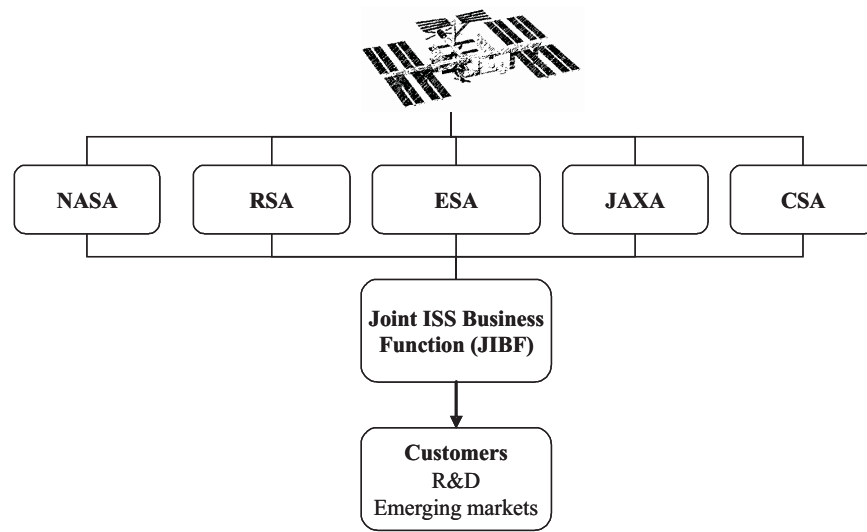 NASA
RSA
ESA
JAXA
CSA
Joint ISS Business
Function (JIBF)
Customers
R&D
Emerging markets